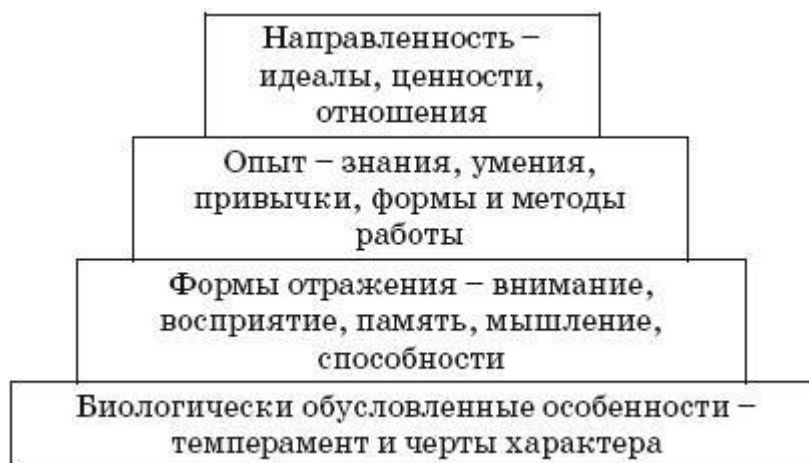 Направленность –
идеалы, ценности,
отношения
Опыт – знания, умения,
привычки, формы и методы
работы
Формы отражения – внимание,
восприятие, память, мышление,
способности
Биологически обусловленные особенности –
темперамент и черты характера